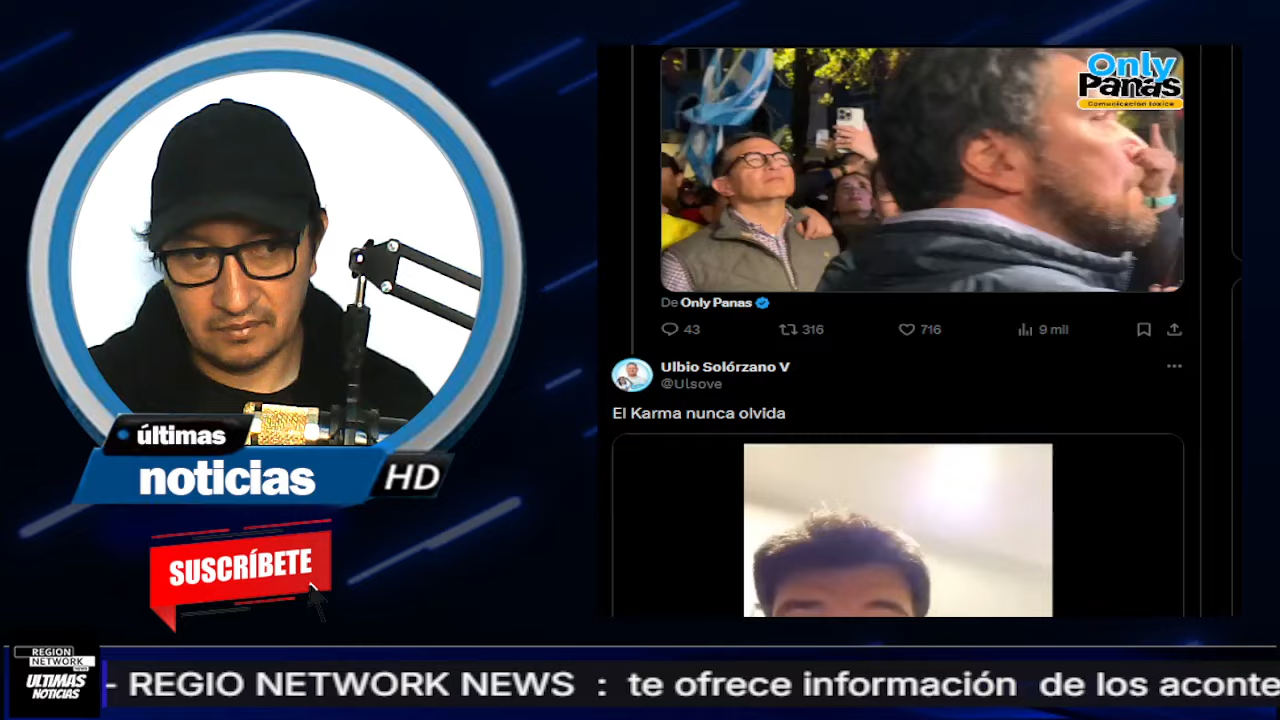 Only
Panas
Comunicación tóxica
De Only Panas
43
316
716
9 mil
Ulbio Solórzano V
@Ulsove
El Karma nunca olvida
últimas
noticias
HD
SUSCRÍBETE
REGION
NETWORK
NEWS
ULTIMAS
NOTICIAS
- REGIO NETWORK NEWS : te ofrece información de los aconte